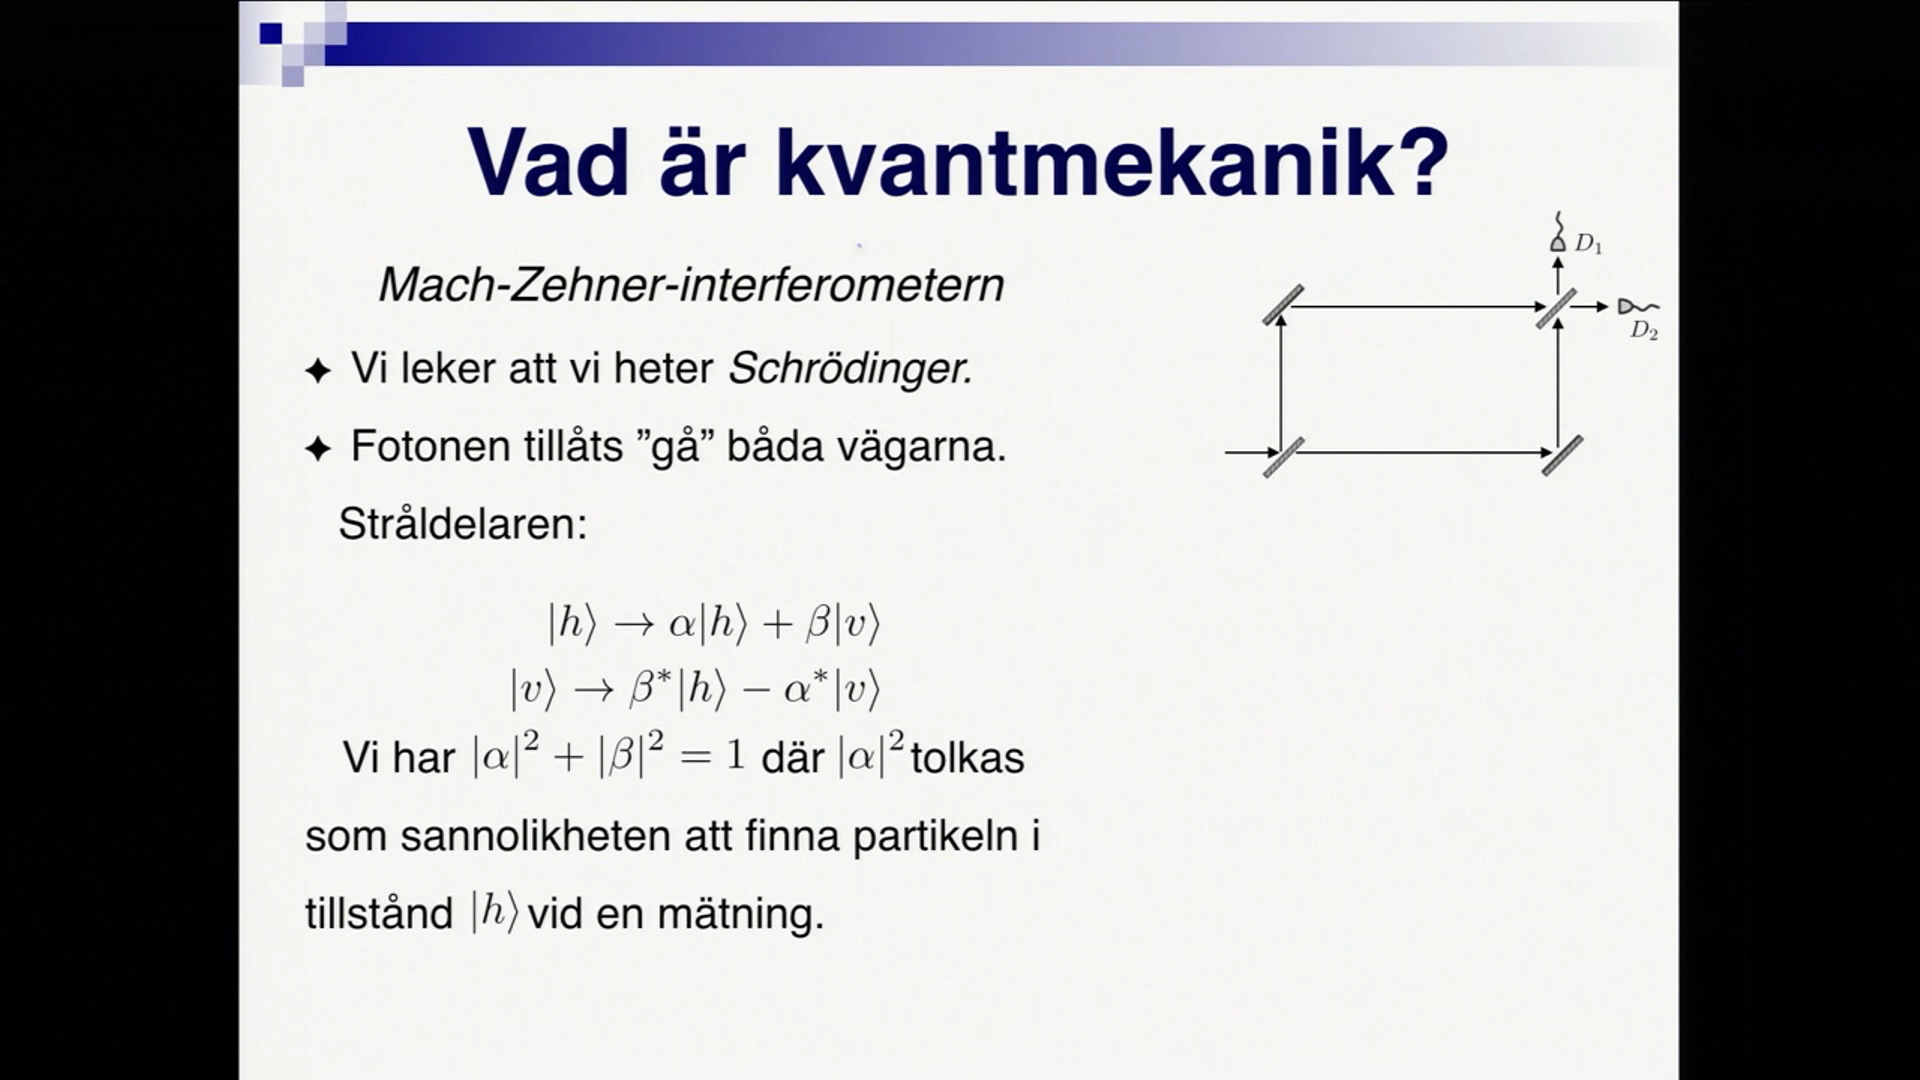 Vad är kvantmekanik?
Mach-Zehner-interferometern
✦ Vi leker att vi heter Schrödinger.
✦ Fotonen tillåts ”gå” båda vägarna.
Stråldelaren:
|h⟩ → α|h⟩ + β|v⟩
|v⟩ → β*|h⟩ − α*|v⟩
Vi har |α|² + |β|² = 1 där |α|² tolkas
som sannolikheten att finna partikeln i
tillstånd |h⟩ vid en mätning.
D₁
D₂